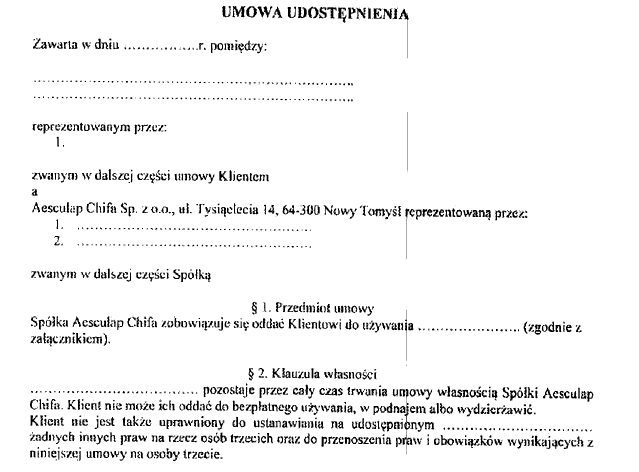 UMOWA UDOSTĘPNIENIA
Zawarta w dniu ………………r. pomiędzy:
………………………………………………………………
………………………………………………………………
reprezentowanym przez:
1.
zwanym w dalszej części umowy Klientem
a
Aesculap Chifa Sp. z o.o., ul. Tysiąclecia 14, 64-300 Nowy Tomyśl reprezentowaną przez:
1. ………………………………………………
2. ………………………………………………
zwanym w dalszej części Spółką
§ 1. Przedmiot umowy
Spółka Aesculap Chifa zobowiązuje się oddać Klientowi do używania ………………… (zgodnie z
załącznikiem).
§ 2. Klauzula własności
……………………………… pozostaje przez cały czas trwania umowy własnością Spółki Aesculap
Chifa. Klient nie może ich oddać do bezpłatnego używania, w podnajem albo wydzierżawić.
Klient nie jest także uprawniony do ustanawiania na udostępnionym ……………………………
żadnych innych praw na rzecz osób trzecich oraz do przenoszenia praw i obowiązków wynikających z
niniejszej umowy na osoby trzecie.